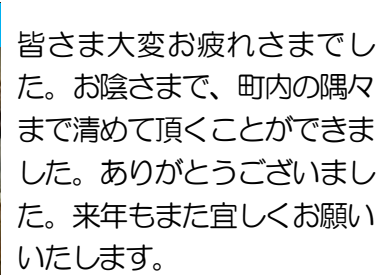 皆さま大変お疲れさまでし
た。お陰さまで、町内の隅々
まで清めて頂くことができま
した。ありがとうございまし
た。来年もまた宜しくお願い
いたします。